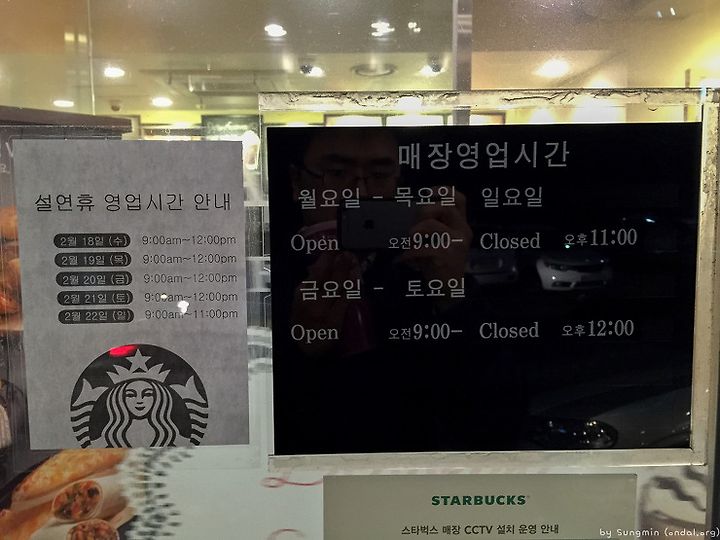 설연휴 영업시간 안내
2월 18일 (수) 9:00am~12:00pm
2월 19일 (목) 9:00am~12:00pm
2월 20일 (금) 9:00am~12:00pm
2월 21일 (토) 9:00am~12:00pm
2월 22일 (일) 9:00am~11:00pm
매장영업시간
월요일 - 목요일 일요일
Open 오전9:00- Closed 오후11:00
금요일 - 토요일
Open 오전9:00- Closed 오후12:00
STARBUCKS
스타벅스 매장 CCTV 설치 운영 안내
by Sungmin (ondal.org)